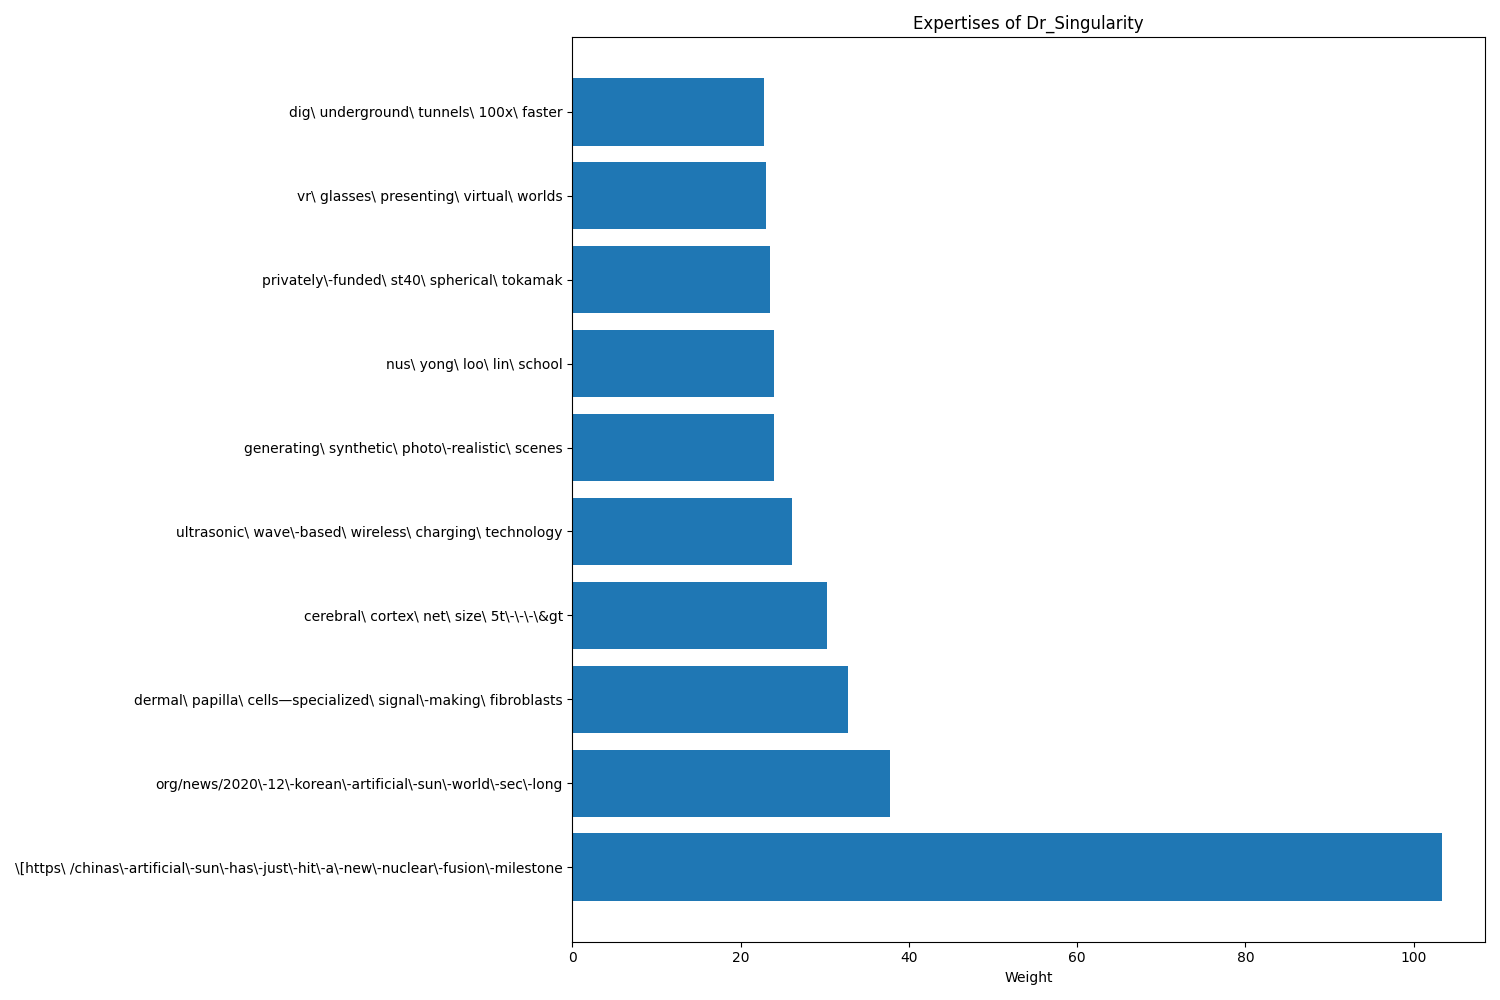 Expertises of Dr_Singularity
dig\ underground\ tunnels\ 100x\ faster
vr\ glasses\ presenting\ virtual\ worlds
privately\-funded\ st40\ spherical\ tokamak
nus\ yong\ loo\ lin\ school
generating\ synthetic\ photo\-realistic\ scenes
ultrasonic\ wave\-based\ wireless\ charging\ technology
cerebral\ cortex\ net\ size\ 5t\-\-\-\&gt
dermal\ papilla\ cells—specialized\ signal\-making\ fibroblasts
org/news/2020\-12\-korean\-artificial\-sun\-world\-sec\-long
\[https\ /chinas\-artificial\-sun\-has\-just\-hit\-a\-new\-nuclear\-fusion\-milestone
0 20 40 60 80 100
Weight